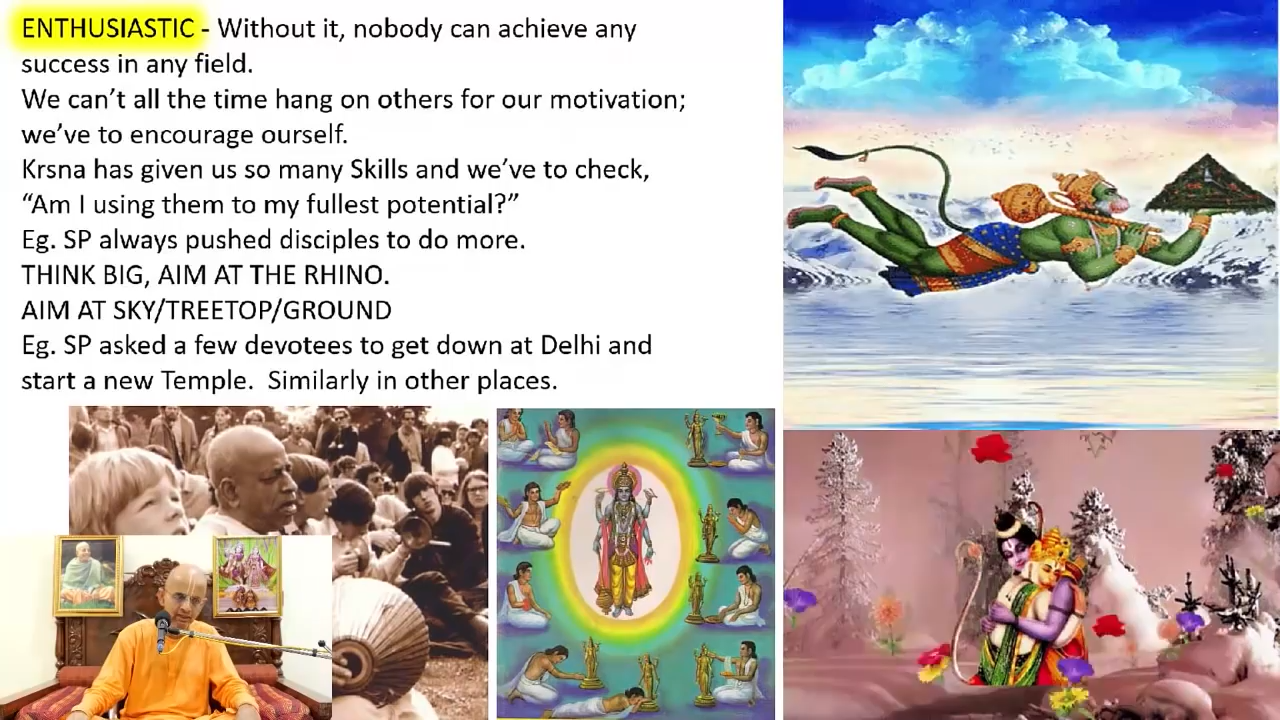 ENTHUSIASTIC - Without it, nobody can achieve any
success in any field.
We can’t all the time hang on others for our motivation;
we’ve to encourage ourself.
Krsna has given us so many Skills and we’ve to check,
“Am I using them to my fullest potential?”
Eg. SP always pushed disciples to do more.
THINK BIG, AIM AT THE RHINO.
AIM AT SKY/TREETOP/GROUND
Eg. SP asked a few devotees to get down at Delhi and
start a new Temple.  Similarly in other places.